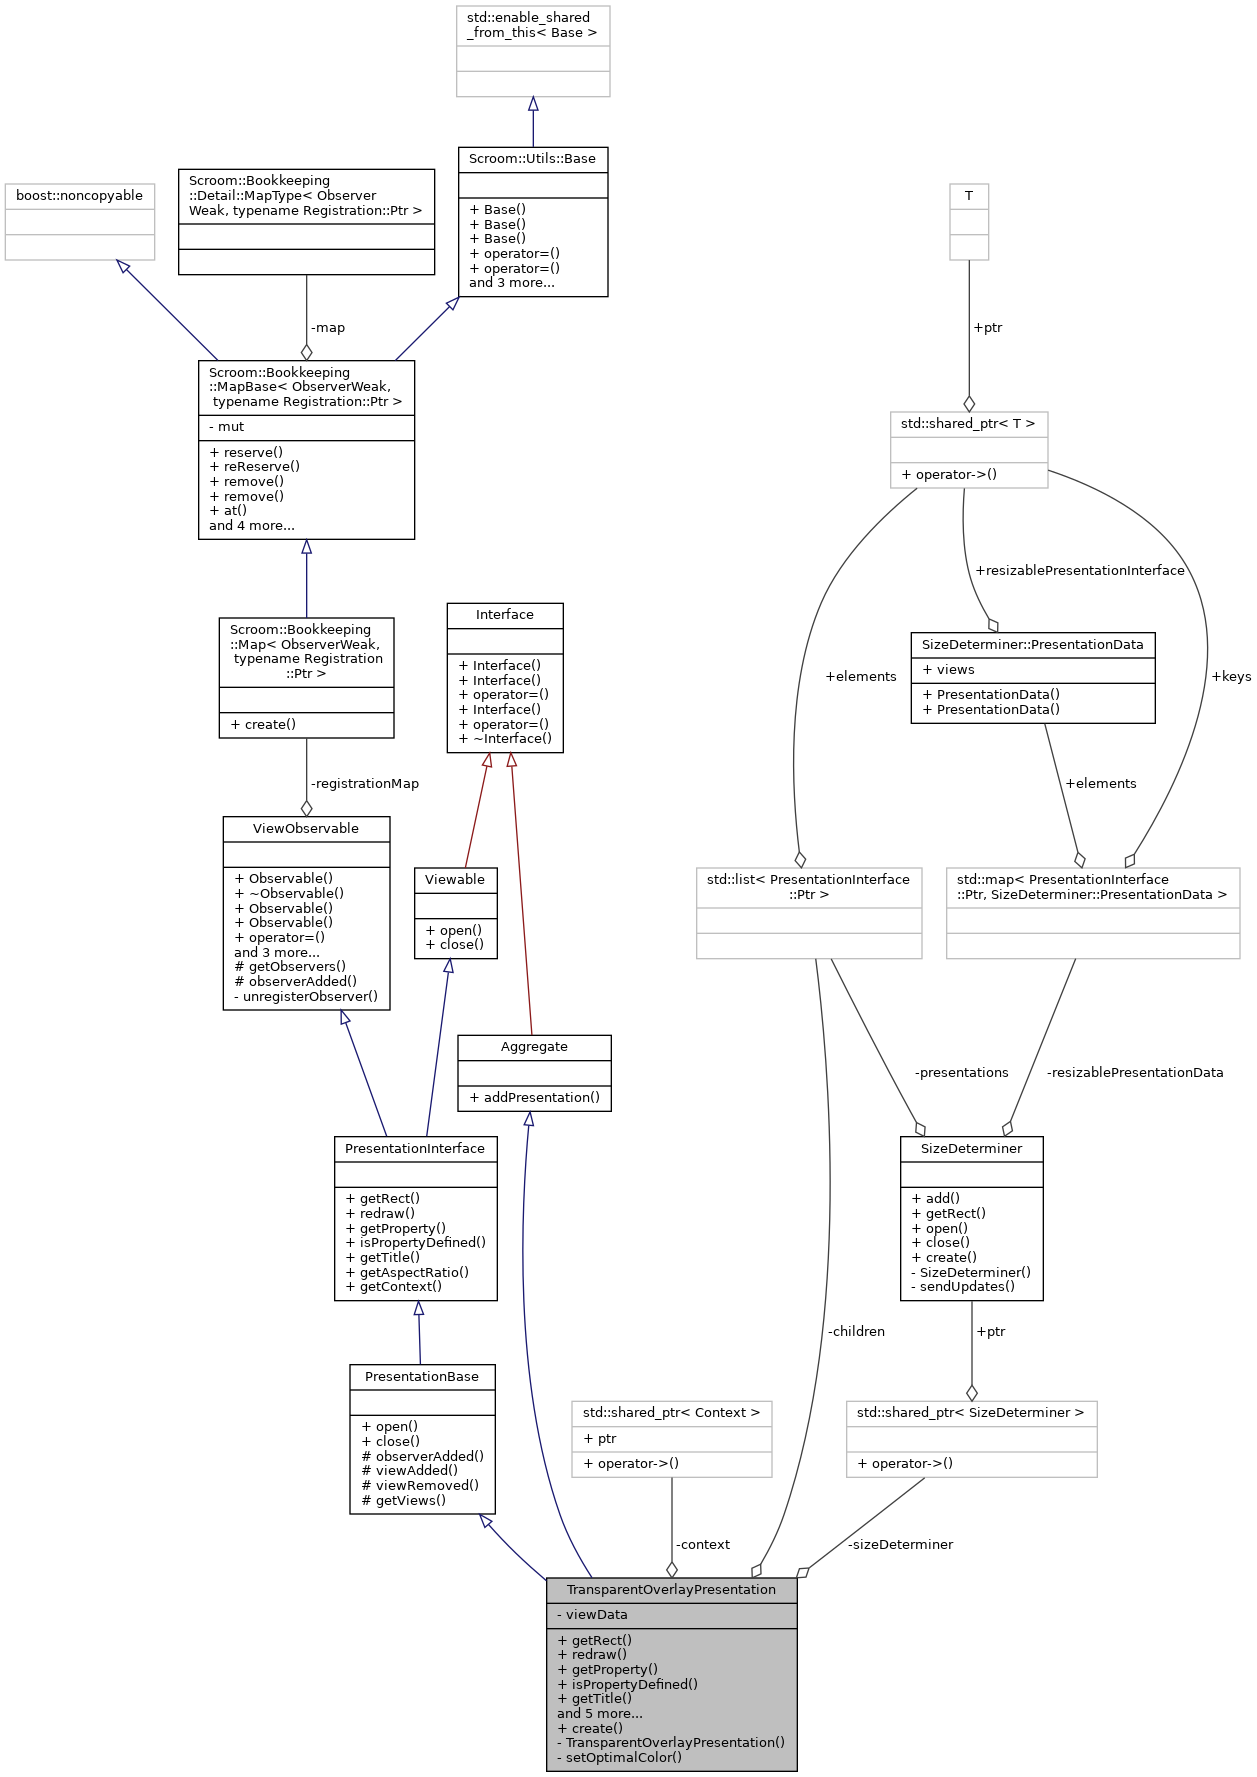 std::enable_shared
_from_this< Base >
Scroom::Utils::Base
+ Base()
+ Base()
+ Base()
+ operator=()
+ operator=()
and 3 more...
boost::noncopyable
Scroom::Bookkeeping
::Detail::MapType< Observer
Weak, typename Registration::Ptr >
T
-map
+ptr
Scroom::Bookkeeping
::MapBase< ObserverWeak,
typename Registration::Ptr >
- mut
+ reserve()
+ reReserve()
+ remove()
+ remove()
+ at()
and 4 more...
std::shared_ptr< T >
+ operator->()
+resizablePresentationInterface
Scroom::Bookkeeping
::Map< ObserverWeak,
typename Registration
::Ptr >
+ create()
Interface
+ Interface()
+ Interface()
+ operator=()
+ Interface()
+ operator=()
+ ~Interface()
+elements
SizeDeterminer::PresentationData
+ views
+ PresentationData()
+ PresentationData()
+keys
-registrationMap
+elements
ViewObservable
+ Observable()
+ ~Observable()
+ Observable()
+ Observable()
+ operator=()
and 3 more...
# getObservers()
# observerAdded()
- unregisterObserver()
Viewable
+ open()
+ close()
std::list< PresentationInterface
::Ptr >
std::map< PresentationInterface
::Ptr, SizeDeterminer::PresentationData >
Aggregate
+ addPresentation()
-presentations
-resizablePresentationData
PresentationInterface
+ getRect()
+ redraw()
+ getProperty()
+ isPropertyDefined()
+ getTitle()
+ getAspectRatio()
+ getContext()
SizeDeterminer
+ add()
+ getRect()
+ open()
+ close()
+ create()
- SizeDeterminer()
- sendUpdates()
-children
+ptr
PresentationBase
+ open()
+ close()
# observerAdded()
# viewAdded()
# viewRemoved()
# getViews()
std::shared_ptr< Context >
+ ptr
+ operator->()
std::shared_ptr< SizeDeterminer >
+ operator->()
-context
-sizeDeterminer
TransparentOverlayPresentation
- viewData
+ getRect()
+ redraw()
+ getProperty()
+ isPropertyDefined()
+ getTitle()
and 5 more...
+ create()
- TransparentOverlayPresentation()
- setOptimalColor()